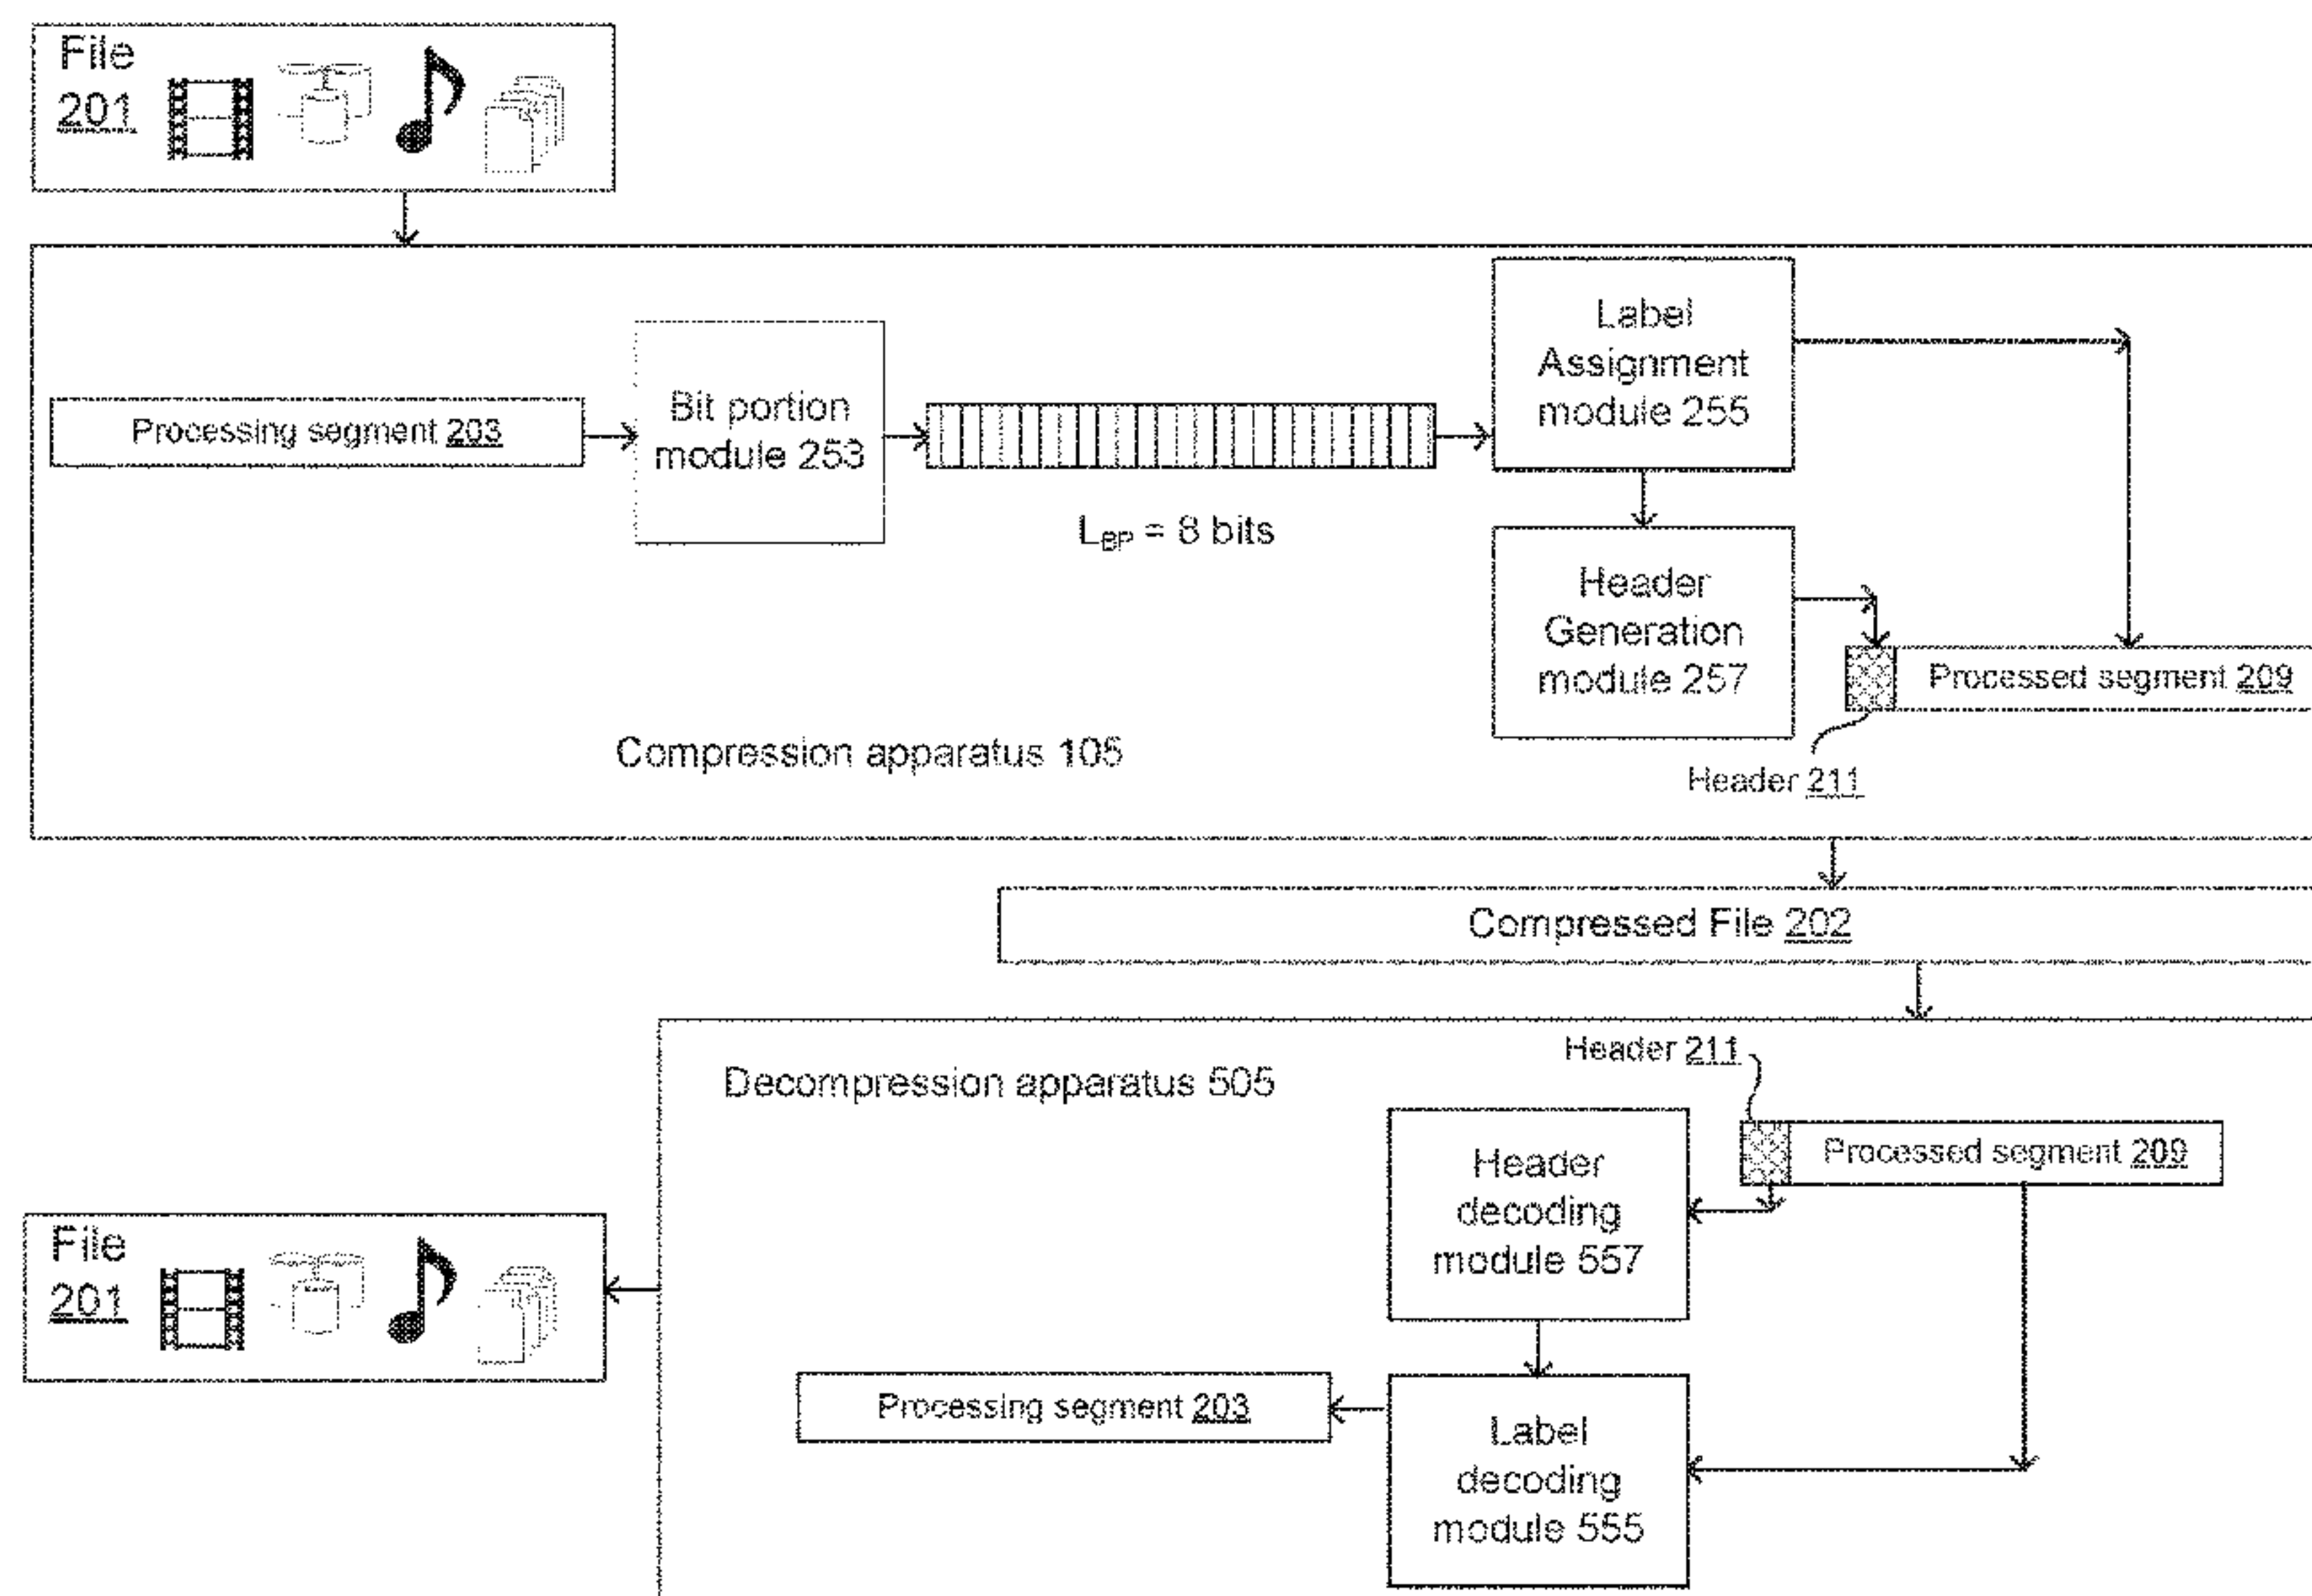 File
201
Processing segment 203
Bit portion
module 253
L_BP = 8 bits
Label
Assignment
module 255
Header
Generation
module 257
Processed segment 209
Header 211
Compression apparatus 105
Compressed File 202
Decompression apparatus 505
Header 211
Processed segment 209
Header
decoding
module 557
Label
decoding
module 555
Processing segment 203
File
201